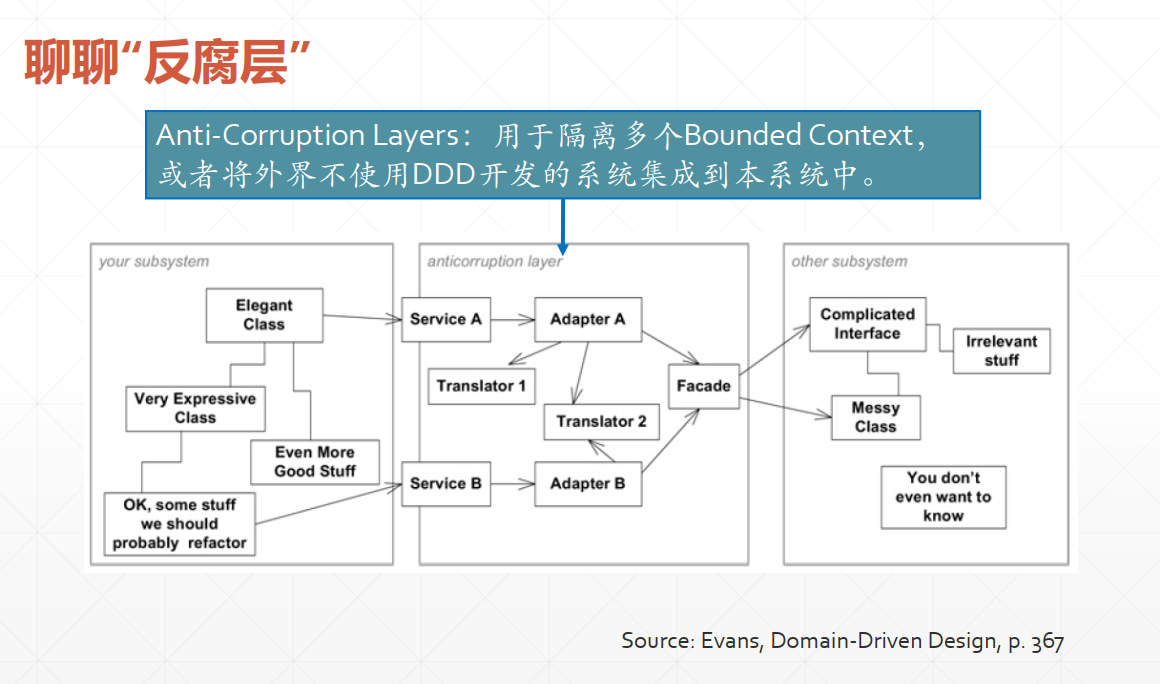 聊聊“反腐层”
Anti-Corruption Layers： 用于隔离多个Bounded Context，
或者将外界不使用DDD开发的系统集成到本系统中。
your subsystem
Elegant
Class
Very Expressive
Class
Even More
Good Stuff
OK, some stuff
we should
probably refactor
anticorruption layer
Service A
Adapter A
Translator 1
Translator 2
Facade
Service B
Adapter B
other subsystem
Complicated
Interface
Irrelevant
stuff
Messy
Class
You don't
even want to
know
Source: Evans, Domain-Driven Design, p. 367